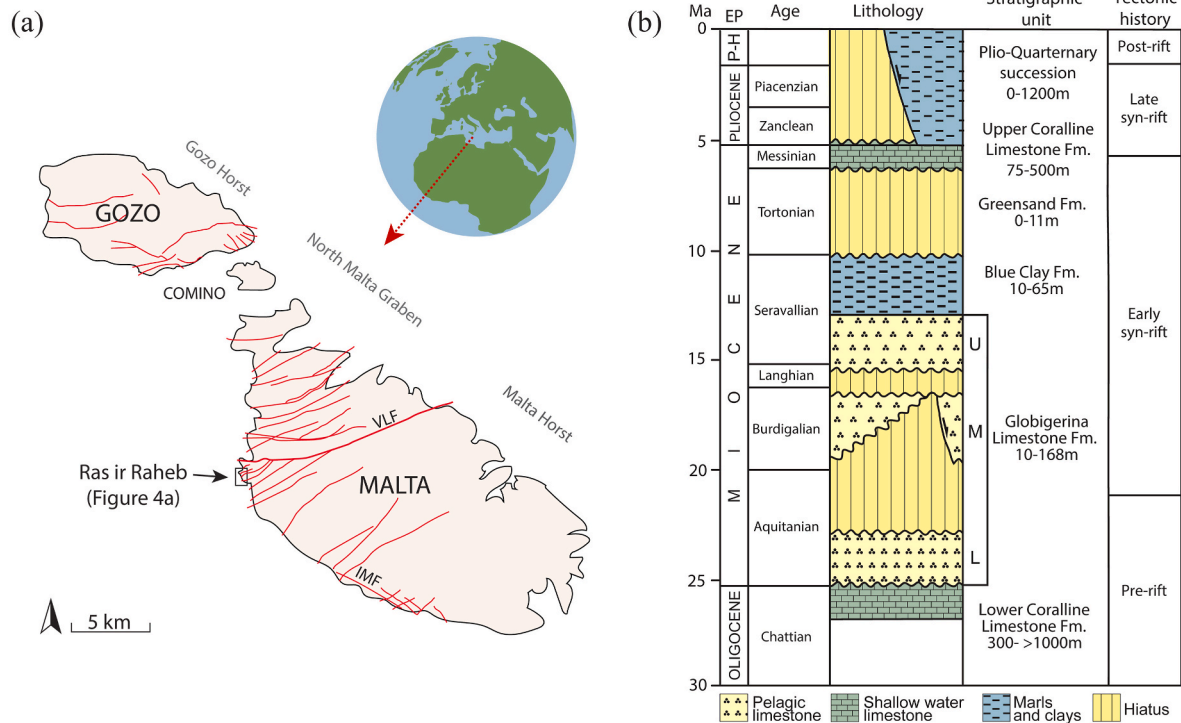 (a)
Gozo Horst
GOZO
COMINO
North Malta Graben
Malta Horst
VLF
Ras ir Raheb
(Figure 4a)
MALTA
IMF
5 km
(b)
Ma
EP
Age
Lithology
Stratigraphic
unit
Tectonic
history
0
5
10
15
20
25
30
P-H
PLIOCENE
MIOCENE
OLIGOCENE
Piacenzian
Zanclean
Messinian
Tortonian
Seravallian
Langhian
Burdigalian
Aquitanian
Chattian
Plio-Quarternary
succession
0-1200m
Upper Coralline
Limestone Fm.
75-500m
Greensand Fm.
0-11m
Blue Clay Fm.
10-65m
U
M
L
Globigerina
Limestone Fm.
10-168m
Lower Coralline
Limestone Fm.
300- >1000m
Post-rift
Late
syn-rift
Early
syn-rift
Pre-rift
Pelagic
limestone
Shallow water
limestone
Marls
and clays
Hiatus